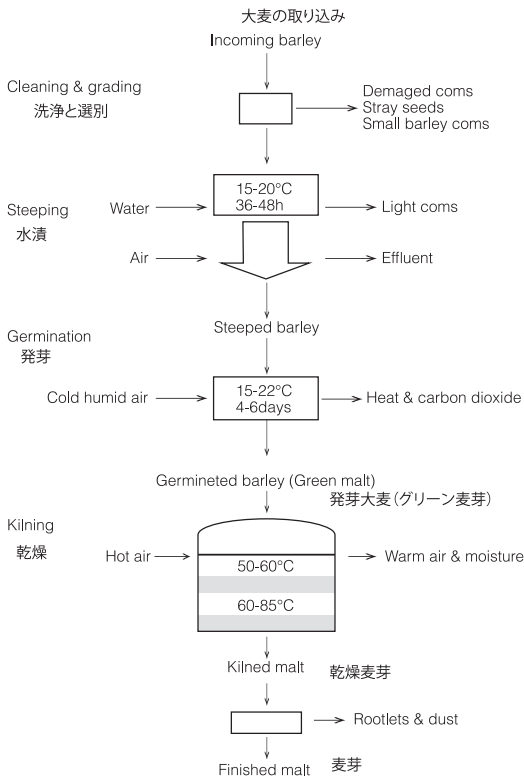 大麦の取り込み
Incoming barley
Cleaning & grading
洗浄と選別
Demaged coms
Stray seeds
Small barley coms
Steeping
水漬
Water
15-20°C
36-48h
Light coms
Air
Effluent
Steeped barley
Germination
発芽
Cold humid air
15-22°C
4-6days
Heat & carbon dioxide
Germineted barley (Green malt)
発芽大麦(グリーン麦芽)
Kilning
乾燥
Hot air
50-60°C
60-85°C
Warm air & moisture
Kilned malt
乾燥麦芽
Rootlets & dust
Finished malt
麦芽